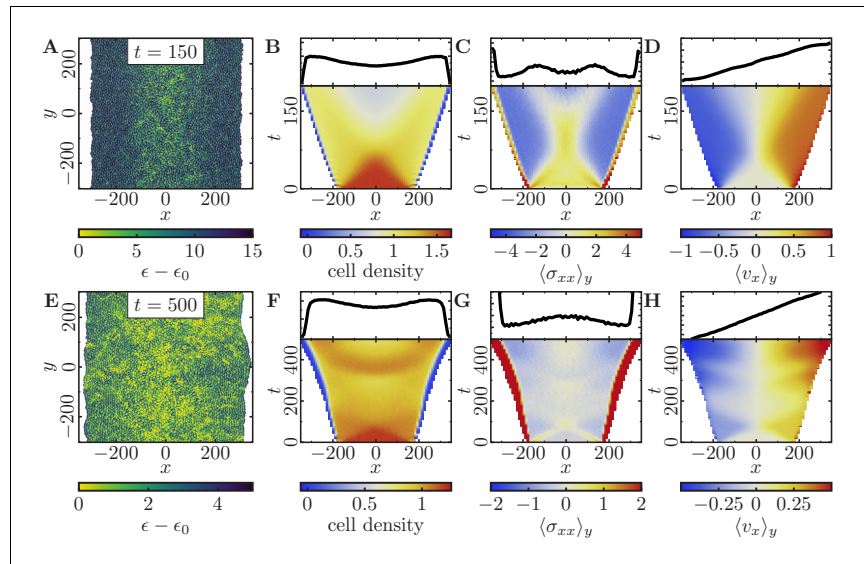 A t = 150 B C D
300
0
−300
y
−200 0 200
x
150
0
t
−200 0 200
x
150
0
t
−200 0 200
x
150
0
t
−200 0 200
x
0 5 10 15
ϵ − ϵ₀
0 0.5 1 1.5
cell density
−4 −2 0 2 4
⟨σxx⟩y
−1 −0.5 0 0.5 1
⟨vx⟩y
E t = 500 F G H
300
0
−300
y
−200 0 200
x
400
200
0
t
−200 0 200
x
400
200
0
t
−200 0 200
x
400
200
0
t
−200 0 200
x
0 2 4
ϵ − ϵ₀
0 0.5 1
cell density
−2 −1 0 1 2
⟨σxx⟩y
−0.25 0 0.25
⟨vx⟩y